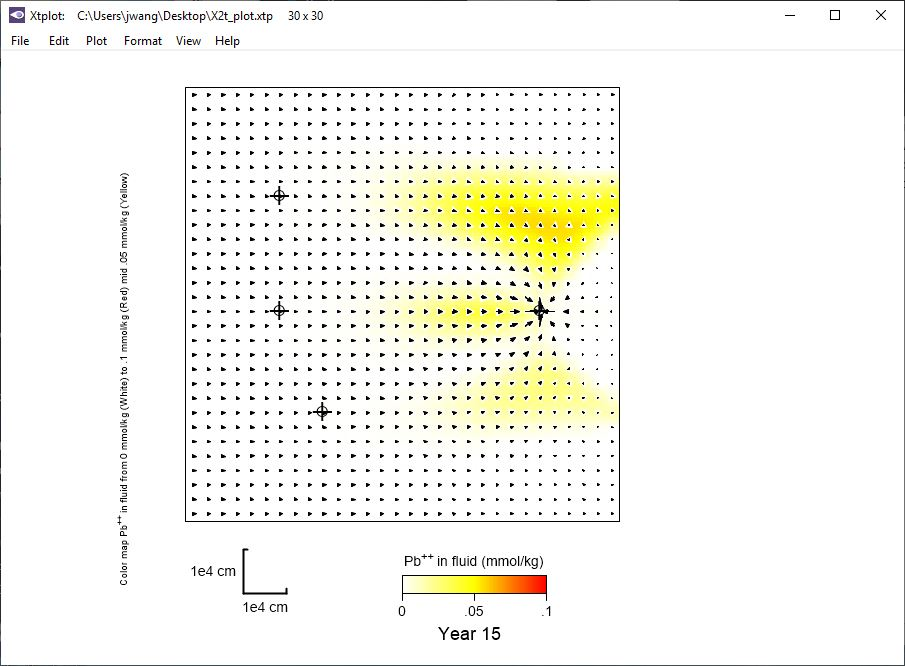 Xtplot: C:\Users\jwang\Desktop\X2t_plot.xtp 30 x 30
File Edit Plot Format View Help
Color map Pb++ in fluid from 0 mmol/kg (White) to .1 mmol/kg (Red) mid .05 mmol/kg (Yellow)
1e4 cm
1e4 cm
Pb++ in fluid (mmol/kg)
0 .05 .1
Year 15